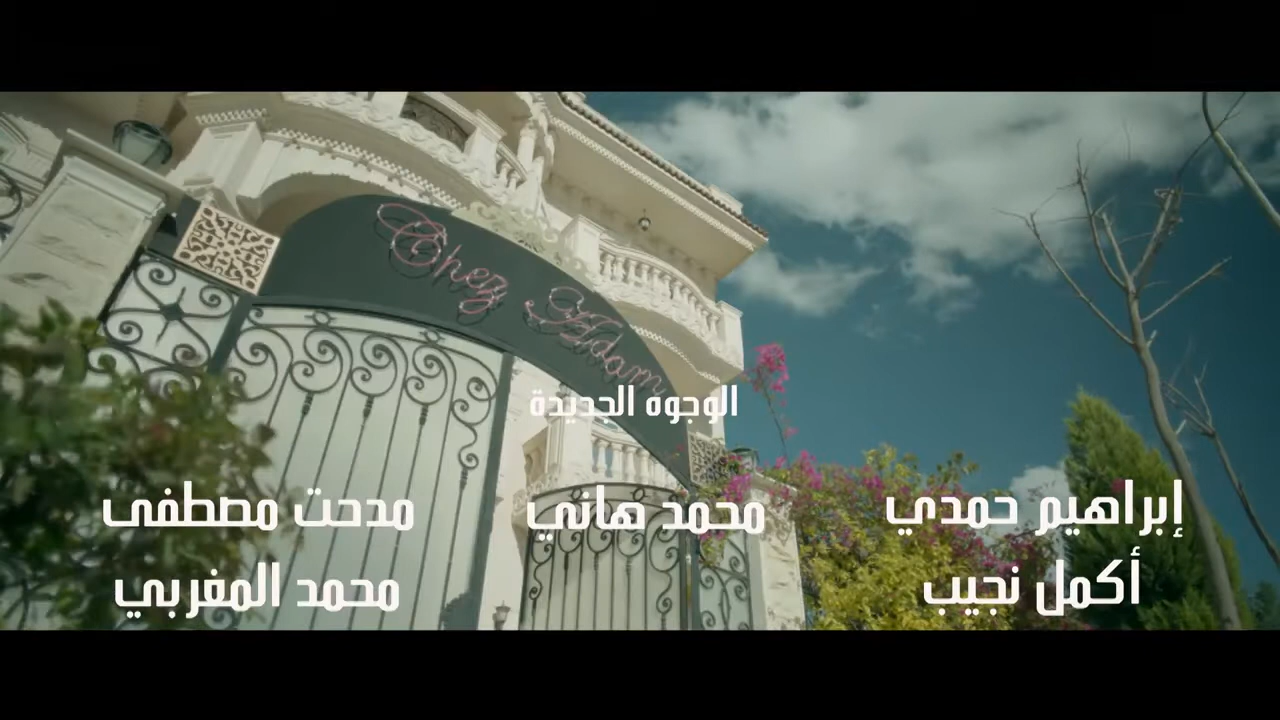 Chez Adam
الوجوه الجديدة
إبراهيم حمدي محمد هاني مدحت مصطفى
أكمل نجيب محمد المغربي